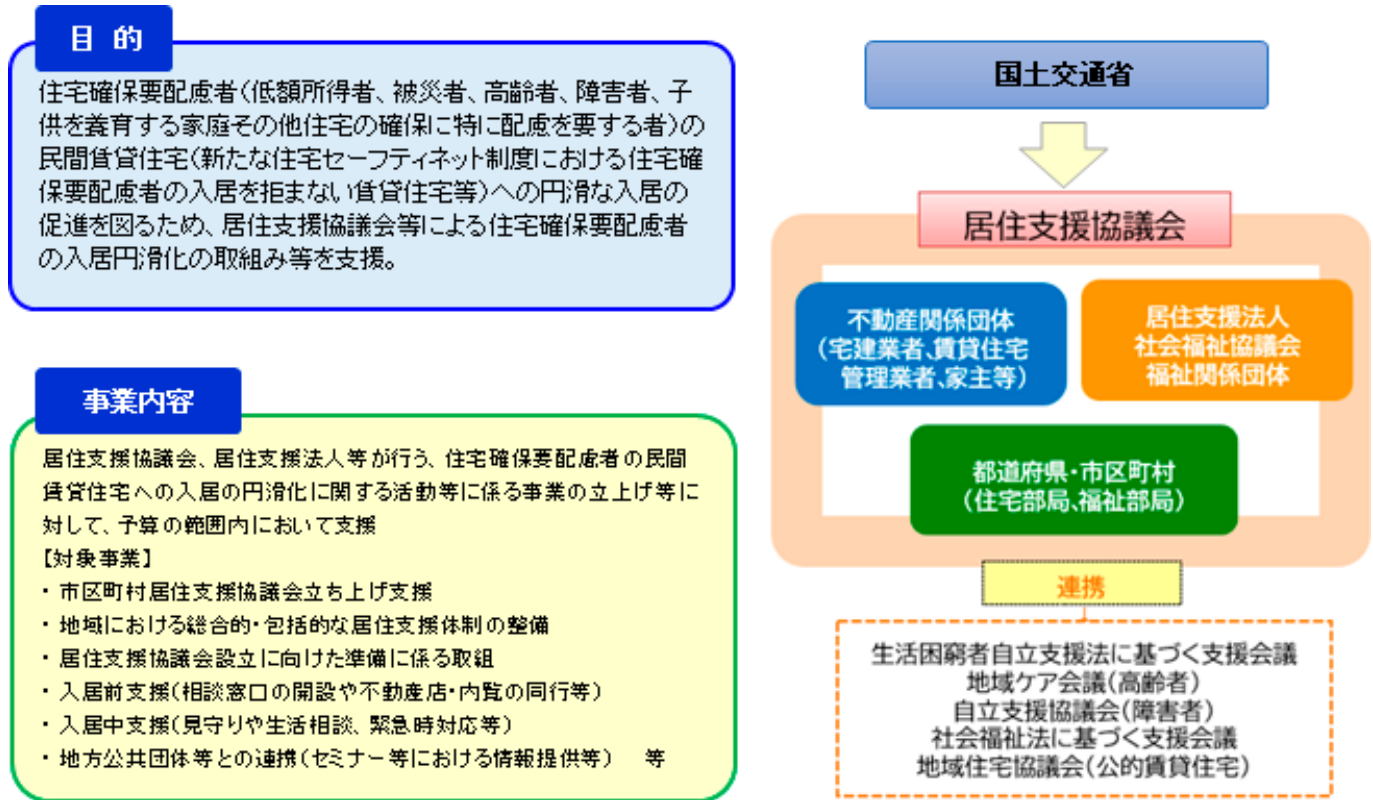 目 的
住宅確保要配慮者(低額所得者、被災者、高齢者、障害者、子
供を養育する家庭その他住宅の確保に特に配慮を要する者)の
民間賃貸住宅(新たな住宅セーフティネット制度における住宅確
保要配慮者の入居を拒まない賃貸住宅等)への円滑な入居の
促進を図るため、居住支援協議会等による住宅確保要配慮者
の入居円滑化の取組み等を支援。
事業内容
居住支援協議会、居住支援法人等が行う、住宅確保要配慮者の民間
賃貸住宅への入居の円滑化に関する活動等に係る事業の立上げ等に
対して、予算の範囲内において支援
【対象事業】
・市区町村居住支援協議会立ち上げ支援
・地域における総合的・包括的な居住支援体制の整備
・居住支援協議会設立に向けた準備に係る取組
・入居前支援(相談窓口の開設や不動産店・内覧の同行等)
・入居中支援(見守りや生活相談、緊急時対応等)
・地方公共団体等との連携(セミナー等における情報提供等) 等
国土交通省
居住支援協議会
不動産関係団体
(宅建業者、賃貸住宅
管理業者、家主等)
居住支援法人
社会福祉協議会
福祉関係団体
都道府県・市区町村
(住宅部局、福祉部局)
連携
生活困窮者自立支援法に基づく支援会議
地域ケア会議(高齢者)
自立支援協議会(障害者)
社会福祉法に基づく支援会議
地域住宅協議会(公的賃貸住宅)